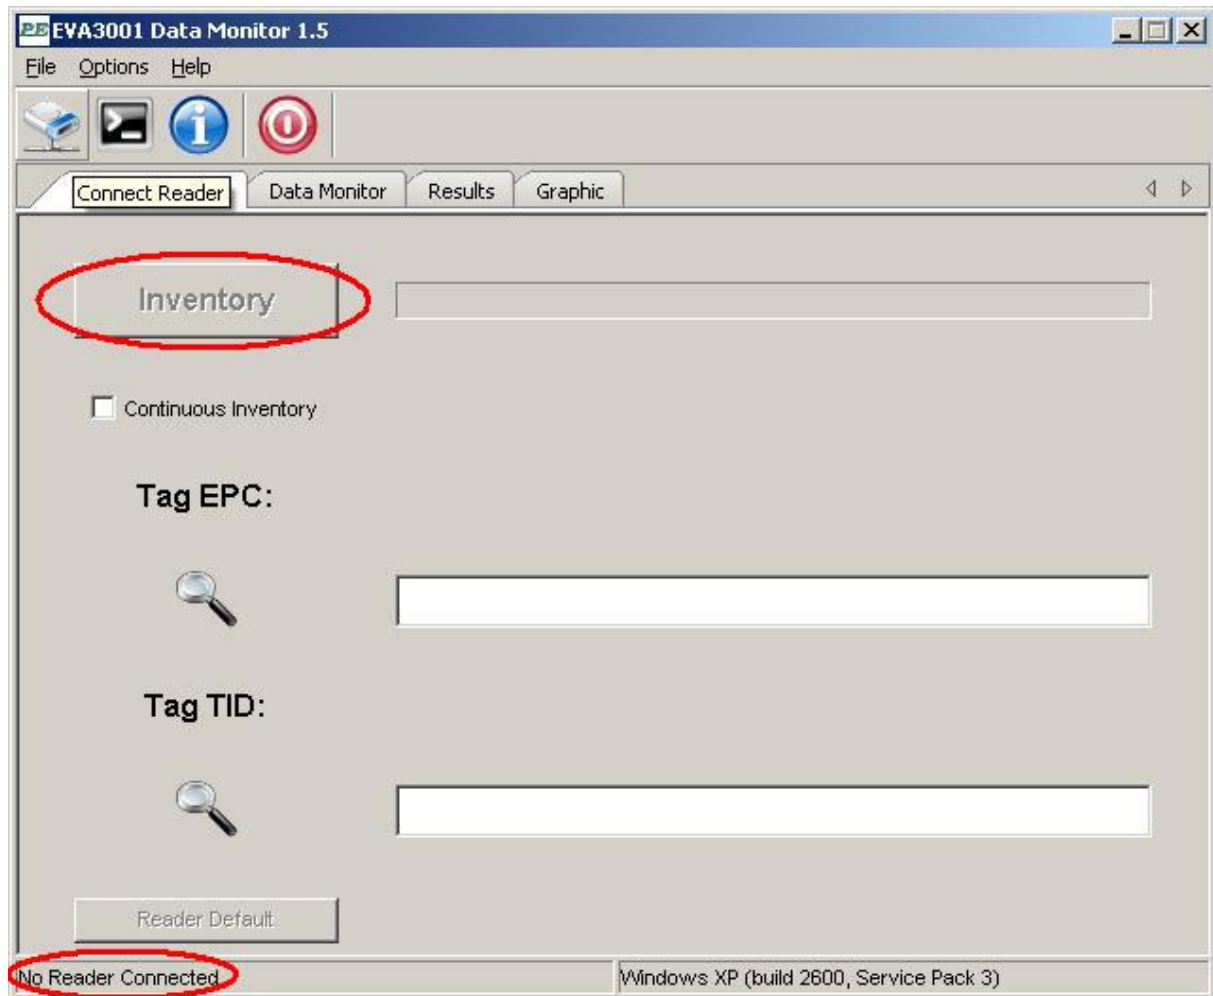 PE EVA3001 Data Monitor 1.5
File Options Help
Connect Reader Data Monitor Results Graphic
Inventory
Continuous Inventory
Tag EPC:
Tag TID:
Reader Default
No Reader Connected Windows XP (build 2600, Service Pack 3)